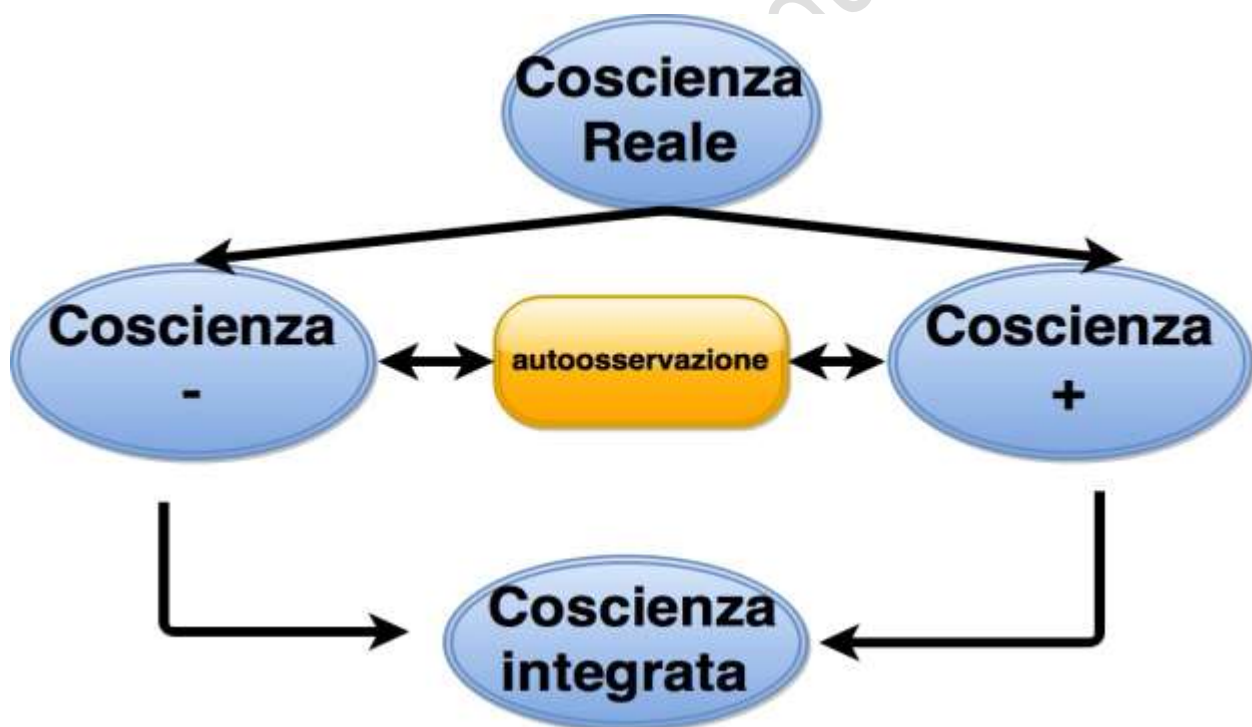 Coscienza
Reale
Coscienza
-
autoosservazione
Coscienza
+
Coscienza
integrata